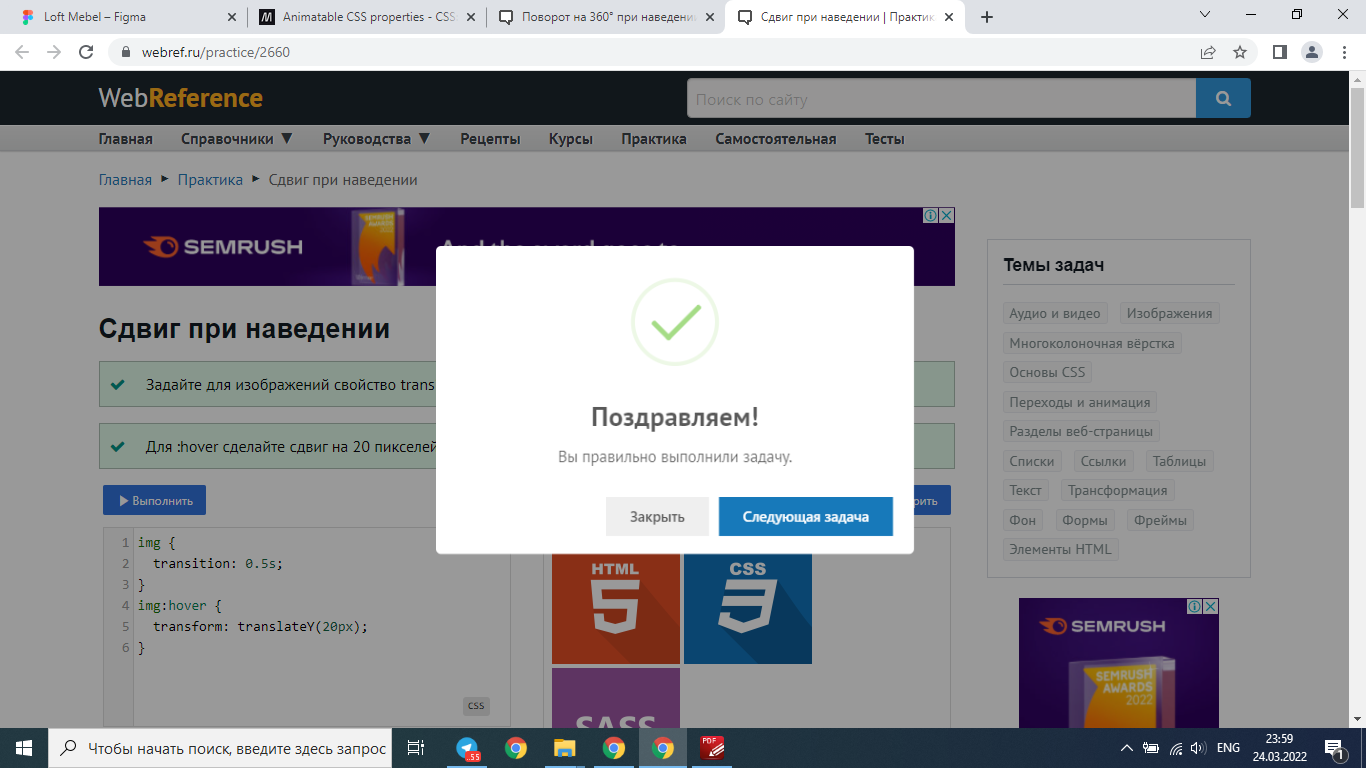 Loft Mebel – Figma
Animatable CSS properties - CSS
Поворот на 360° при наведении
Сдвиг при наведении | Практик
webref.ru/practice/2660
WebReference
Поиск по сайту
Главная Справочники ▼ Руководства ▼ Рецепты Курсы Практика Самостоятельная Тесты
Главная ▸ Практика ▸ Сдвиг при наведении
SEMRUSH
SEMRUSH AWARDS 2022
Сдвиг при наведении
Задайте для изображений свойство trans
Для :hover сделайте сдвиг на 20 пикселей
Выполнить
рить
Поздравляем!
Вы правильно выполнили задачу.
Закрыть
Следующая задача
1 img {
2 transition: 0.5s;
3 }
4 img:hover {
5 transform: translateY(20px);
6 }
CSS
HTML
5
CSS
3
SASS
Темы задач
Аудио и видео Изображения
Многоколоночная вёрстка
Основы CSS
Переходы и анимация
Разделы веб-страницы
Списки Ссылки Таблицы
Текст Трансформация
Фон Формы Фреймы
Элементы HTML
SEMRUSH
SEMRUSH
AWARDS
2022
Чтобы начать поиск, введите здесь запрос
55
PDF
ENG
23:59
24.03.2022
1